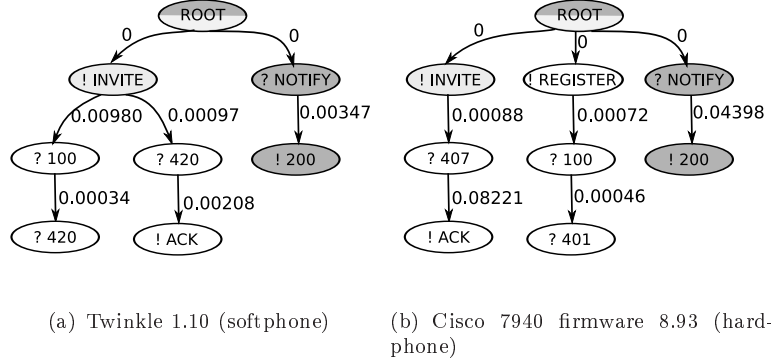 ROOT
0
0
! INVITE
? NOTIFY
0.00980
0.00097
0.00347
? 100
? 420
! 200
0.00034
0.00208
? 420
! ACK
(a) Twinkle 1.10 (softphone)
ROOT
0
0
0
! INVITE
! REGISTER
? NOTIFY
0.00088
0.00072
0.04398
? 407
? 100
! 200
0.08221
0.00046
! ACK
? 401
(b) Cisco 7940 firmware 8.93 (hard-
phone)